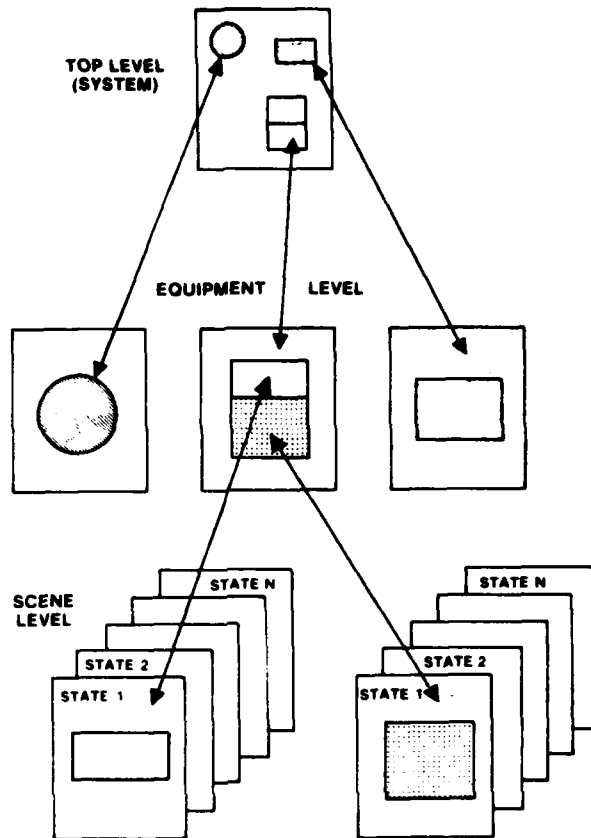 TOP LEVEL
(SYSTEM)
EQUIPMENT LEVEL
SCENE
LEVEL
STATE N
STATE 2
STATE 1
STATE N
STATE 2
STATE 1